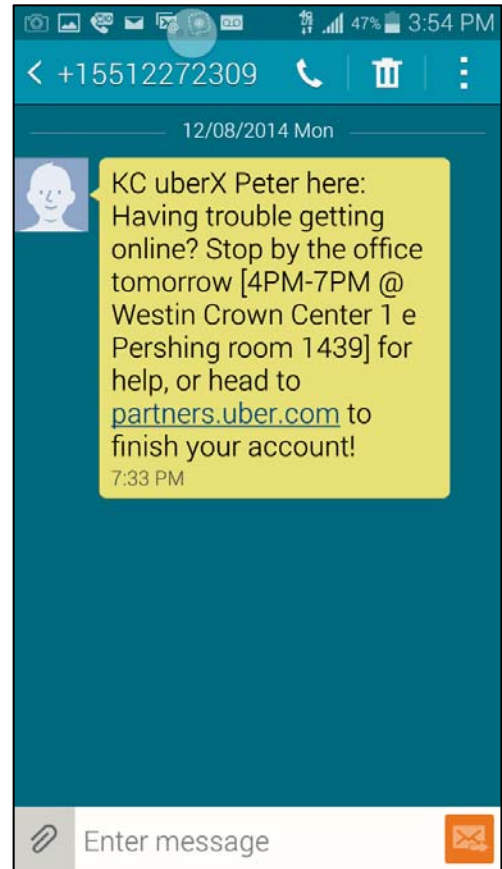 47% 3:54 PM
< +15512272309
12/08/2014 Mon
KC uberX Peter here:
Having trouble getting
online? Stop by the office
tomorrow [4PM-7PM @
Westin Crown Center 1 e
Pershing room 1439] for
help, or head to
partners.uber.com to
finish your account!
7:33 PM
Enter message